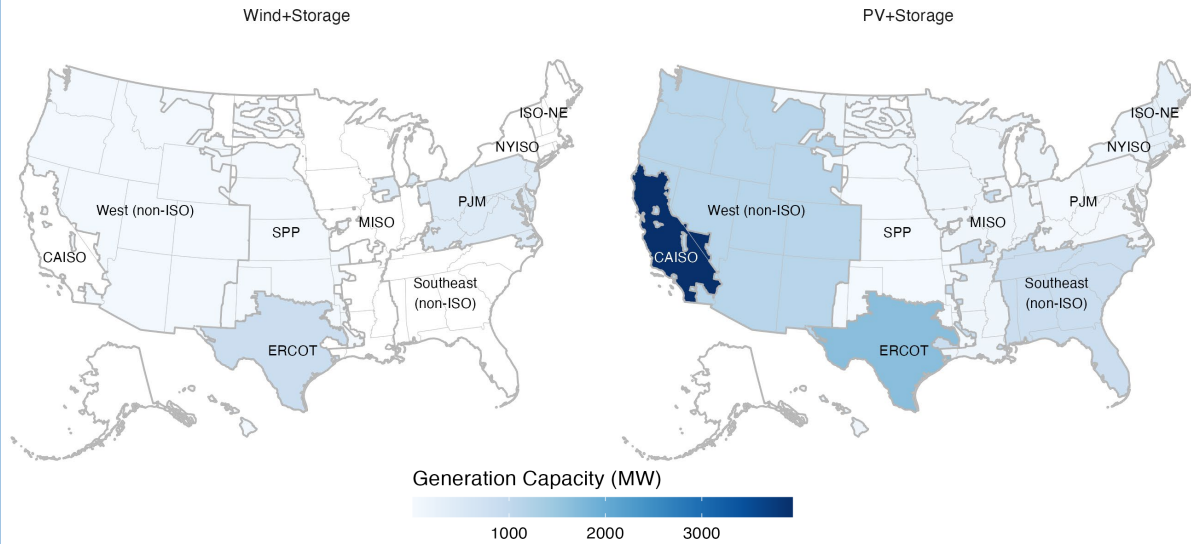 Wind+Storage
PV+Storage
ISO-NE
NYISO
PJM
West (non-ISO)
MISO
SPP
CAISO
Southeast
(non-ISO)
ERCOT
ISO-NE
NYISO
PJM
West (non-ISO)
MISO
SPP
CAISO
Southeast
(non-ISO)
ERCOT
Generation Capacity (MW)
1000 2000 3000